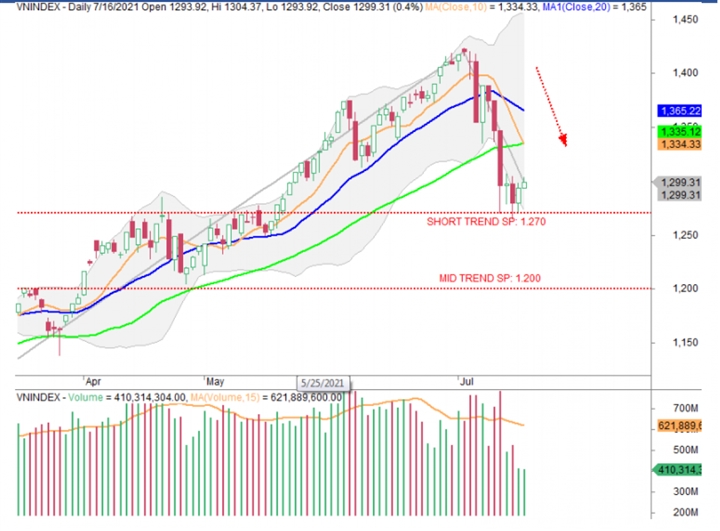 VNINDEX - Daily 7/16/2021 Open 1293.92, Hi 1304.37, Lo 1293.92, Close 1299.31 (0.4%) MA(Close,10) = 1,334.33, MA1(Close,20) = 1,365
1,450
1,400
1,365.22
1,335.12
1,334.33
1,299.31
1,299.31
SHORT TREND SP: 1.270
1,250
MID TREND SP: 1.200
1,200
1,150
Apr May 5/25/2021 Jul
VNINDEX - Volume = 410,314,304.00, MA(Volume,15) = 621,889,600.00
700M
621,889,6
500M
410,314,3
300M
200M